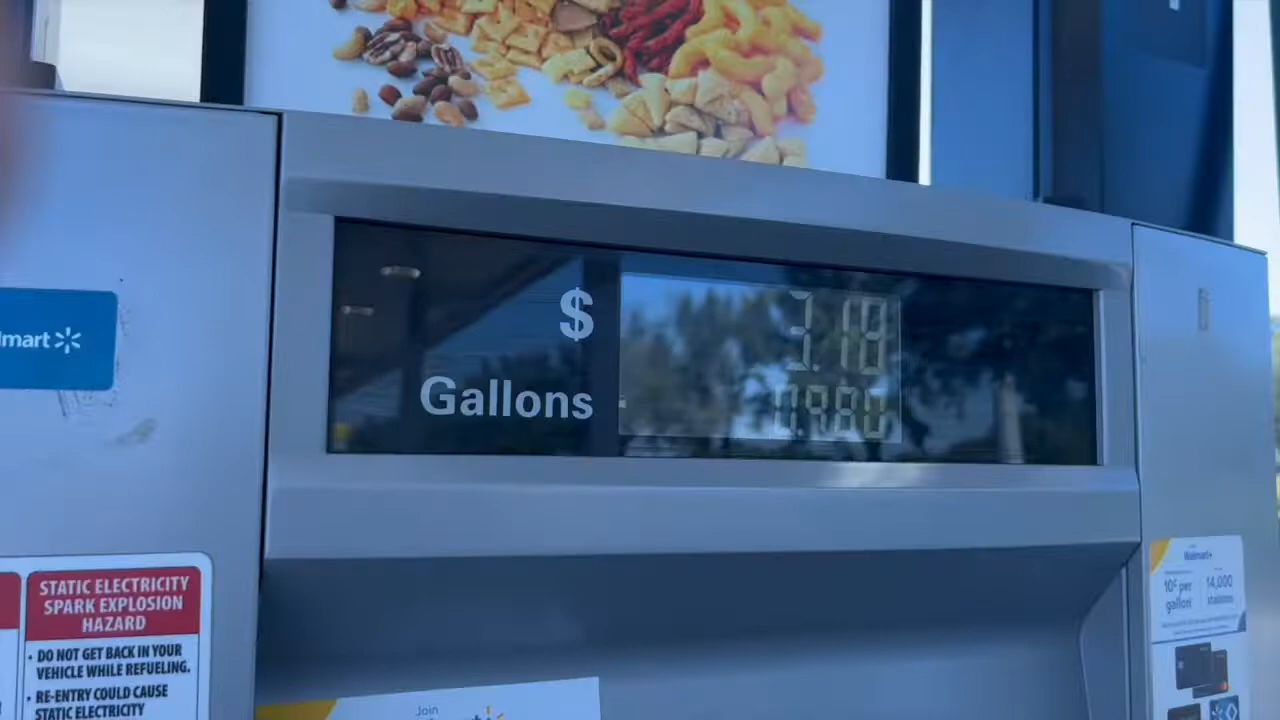 $ 3.18
Gallons 0.980
lmart
STATIC ELECTRICITY
SPARK EXPLOSION
HAZARD
• DO NOT GET BACK IN YOUR
VEHICLE WHILE REFUELING.
• RE-ENTRY COULD CAUSE
STATIC ELECTRICITY
Join
Walmart+
10¢ per
gallon
14,000
stations